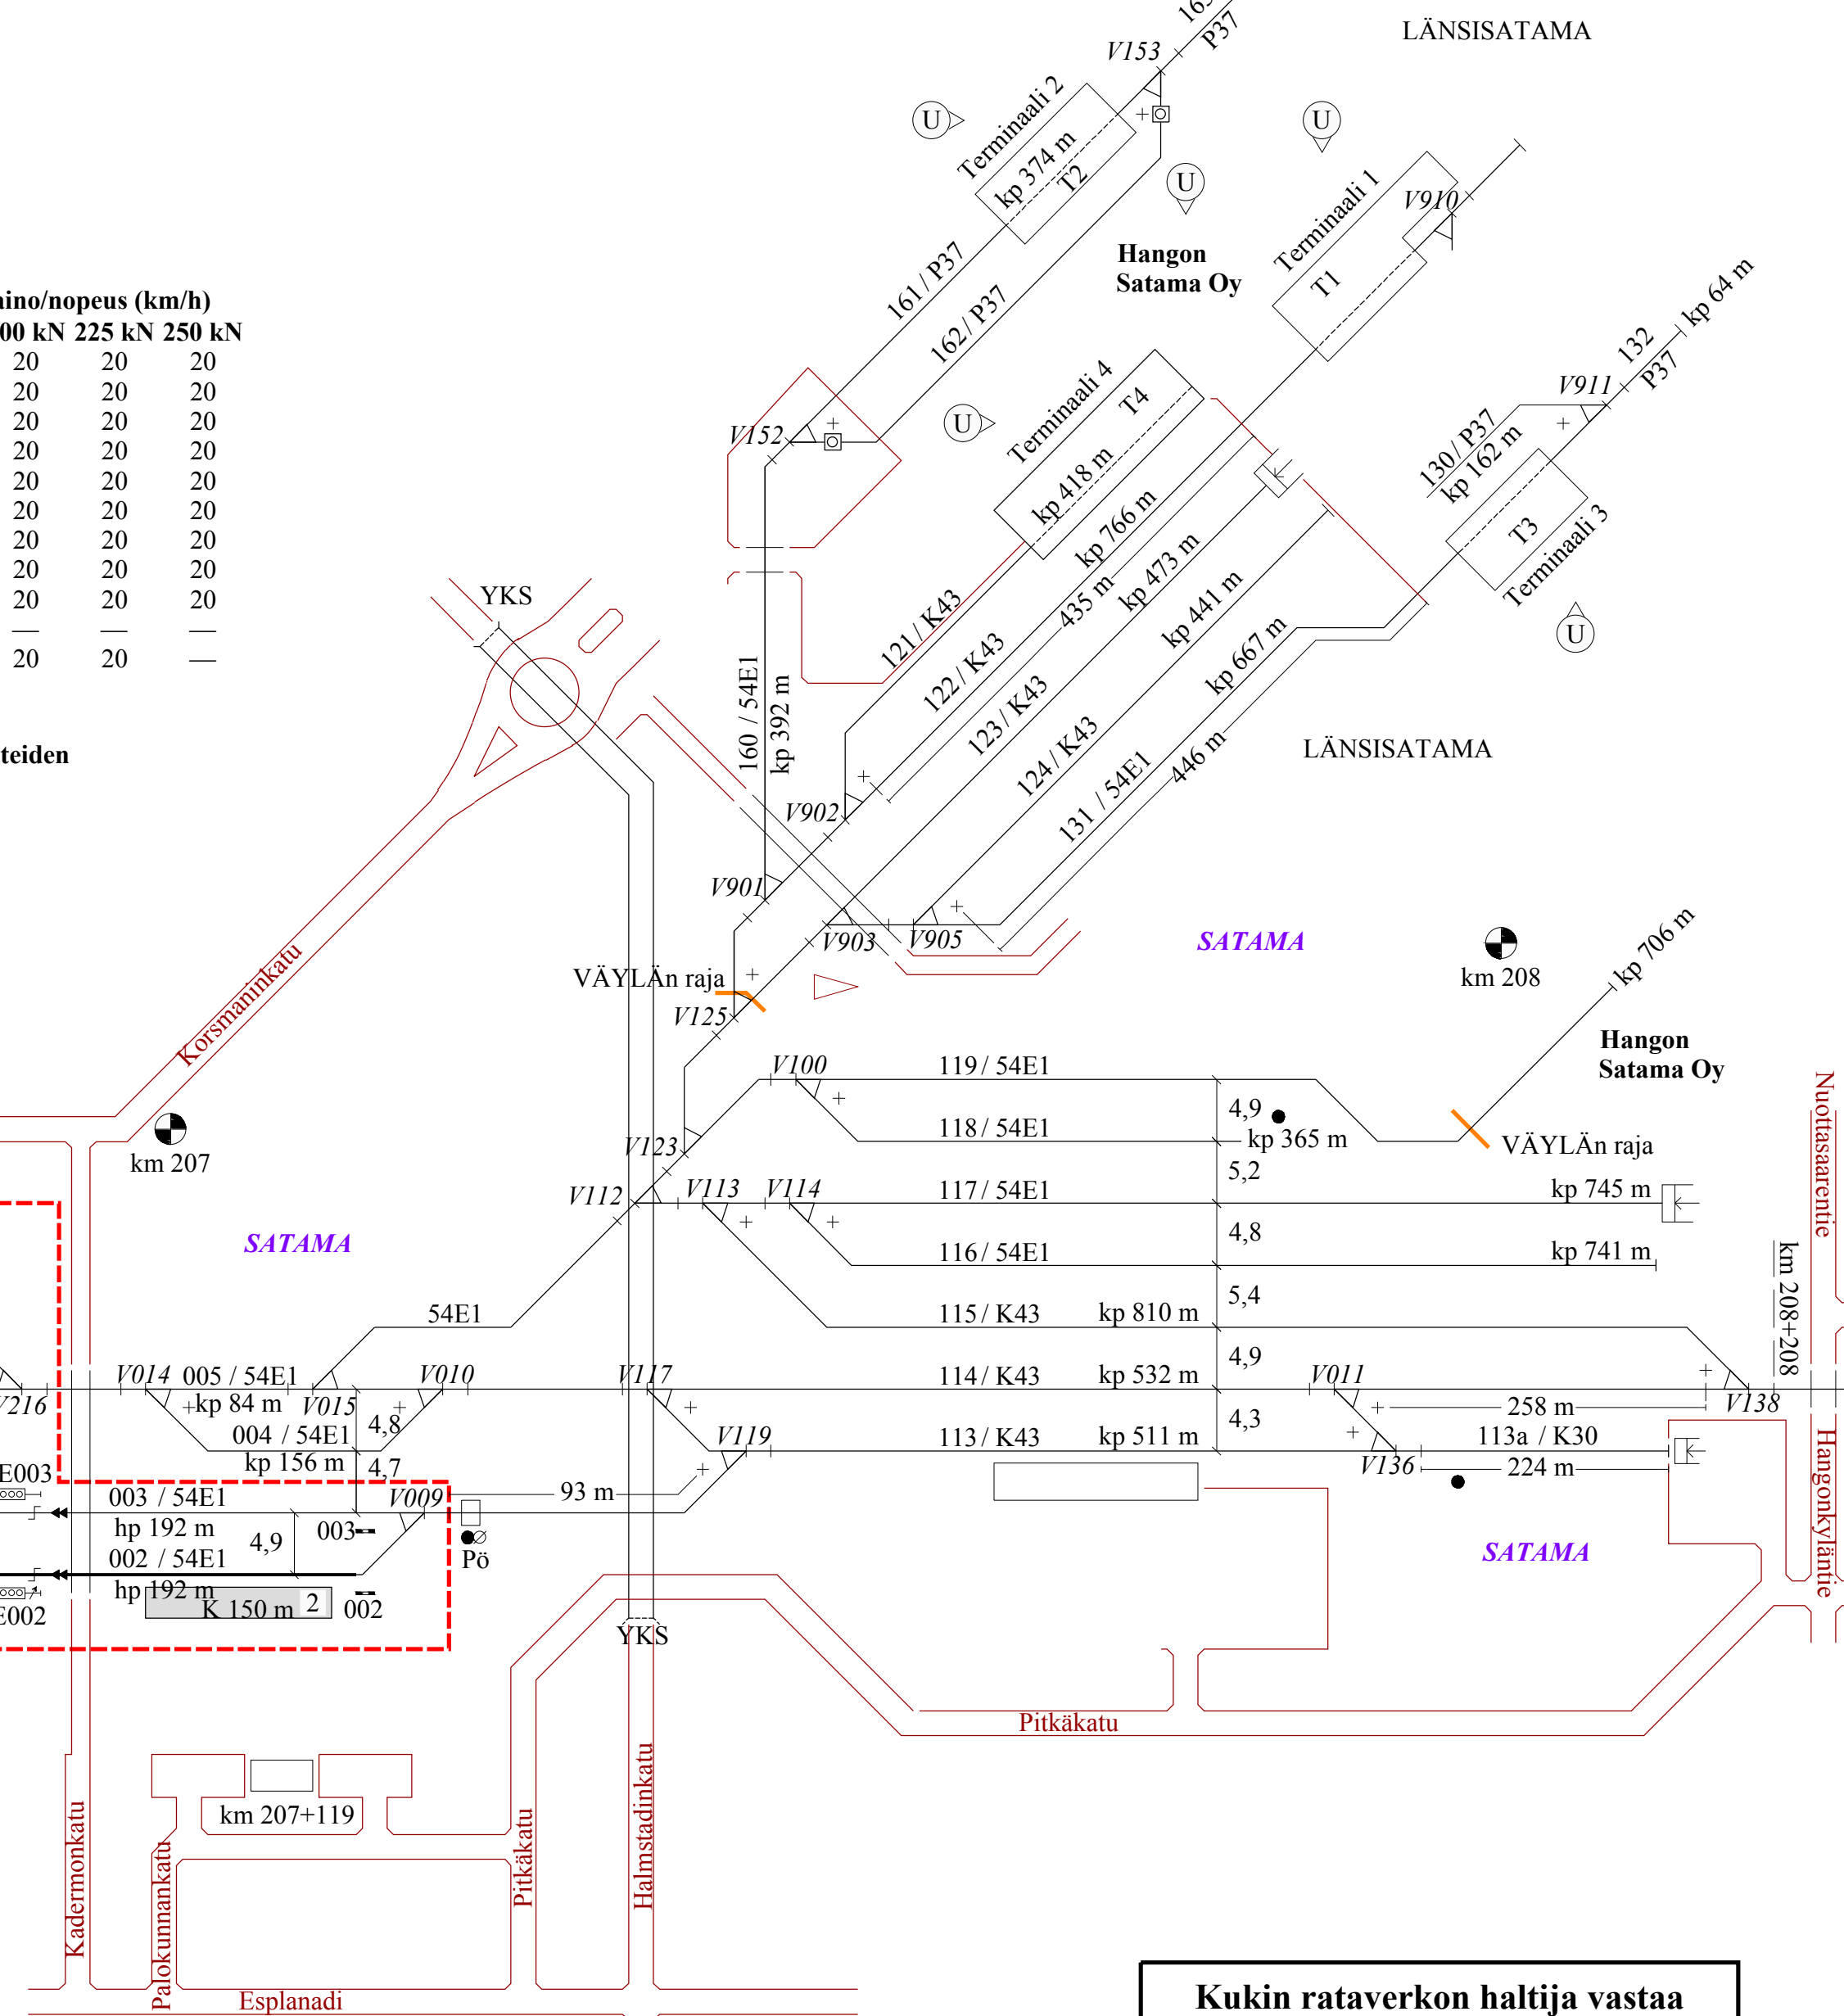 163
P37
V153
LÄNSISATAMA
Terminaali 2
kp 374 m
T2
U
U
U
Terminaali 1
T1
V910
Hangon
Satama Oy
161 / P37
162 / P37
kp 64 m
132
P37
V911
aino/nopeus (km/h)
00 kN 225 kN 250 kN
20 20 20
20 20 20
20 20 20
20 20 20
20 20 20
20 20 20
20 20 20
20 20 20
20 20 20
— — —
20 20 —
teiden
V152
U
Terminaali 4
T4
kp 418 m
130 / P37
kp 162 m
T3
Terminaali 3
U
kp 766 m
435 m
kp 473 m
kp 441 m
kp 667 m
446 m
YKS
121 / K43
122 / K43
123 / K43
124 / K43
131 / 54E1
160 / 54E1
kp 392 m
LÄNSISATAMA
V902
V901
V903
V905
SATAMA
km 208
kp 706 m
VÄYLÄn raja
V125
Korsmaninkatu
Hangon
Satama Oy
V100
119 / 54E1
4,9
118 / 54E1
kp 365 m
VÄYLÄn raja
Nuottasaarentie
km 207
V123
5,2
V112
V113
V114
117 / 54E1
kp 745 m
SATAMA
4,8
116 / 54E1
kp 741 m
km 208+208
5,4
54E1
115 / K43
kp 810 m
V014
005 / 54E1
V010
V117
114 / K43
kp 532 m
4,9
V011
V216
kp 84 m
V015
258 m
V138
4,8
4,3
004 / 54E1
kp 156 m
V119
113 / K43
kp 511 m
113a / K30
V136
224 m
Hangonkyläntie
E003
4,7
003 / 54E1
V009
93 m
hp 192 m
4,9
003
002 / 54E1
Pö
SATAMA
hp 192 m
K 150 m
2
002
E002
YKS
Pitkäkatu
km 207+119
Kadermonkatu
Palokunnankatu
Pitkäkatu
Halmstadinkatu
Esplanadi
Kukin rataverkon haltija vastaa